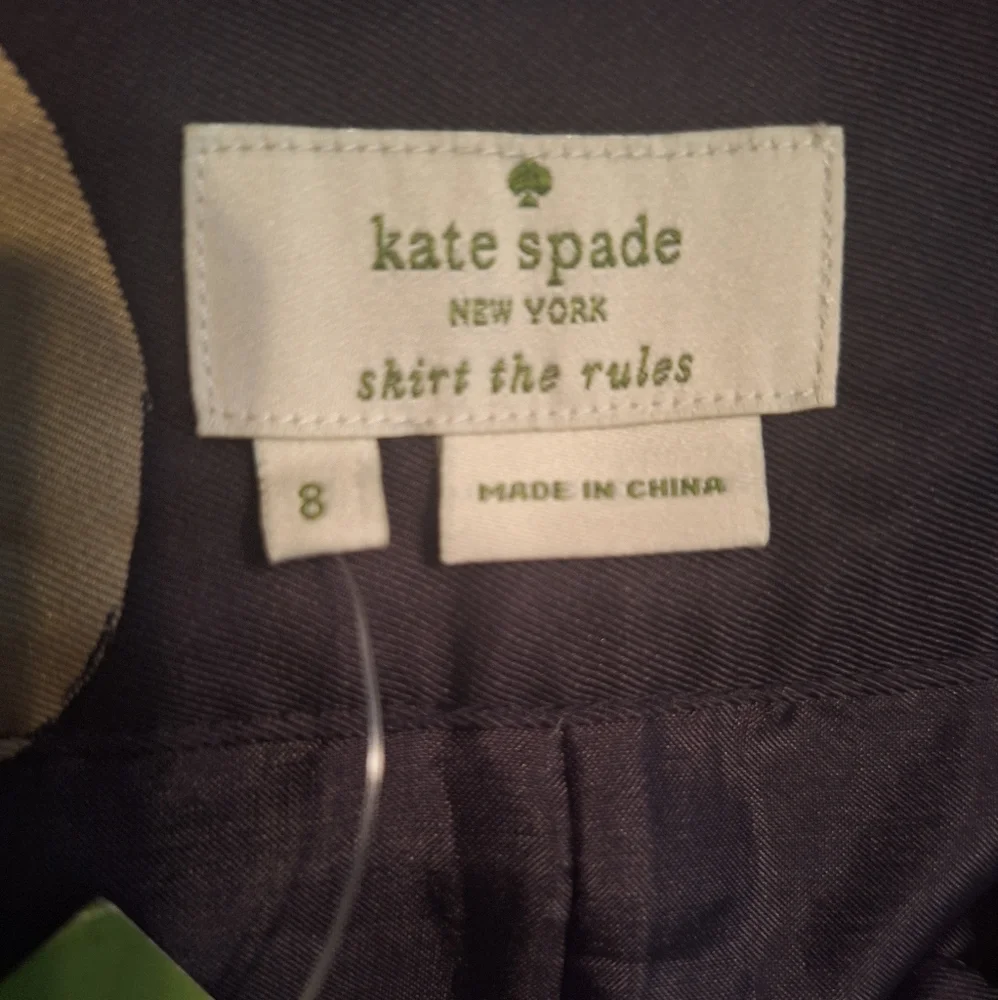 kate spade
NEW YORK
skirt the rules
8
MADE IN CHINA